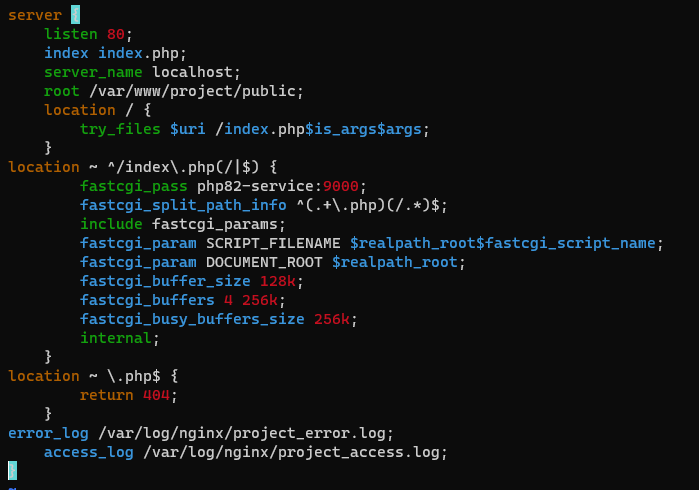 server {
    listen 80;
    index index.php;
    server_name localhost;
    root /var/www/project/public;
    location / {
        try_files $uri /index.php$is_args$args;
    }
location ~ ^/index\.php(/|$) {
        fastcgi_pass php82-service:9000;
        fastcgi_split_path_info ^(.+\.php)(/.*)$;
        include fastcgi_params;
        fastcgi_param SCRIPT_FILENAME $realpath_root$fastcgi_script_name;
        fastcgi_param DOCUMENT_ROOT $realpath_root;
        fastcgi_buffer_size 128k;
        fastcgi_buffers 4 256k;
        fastcgi_busy_buffers_size 256k;
        internal;
    }
location ~ \.php$ {
        return 404;
    }
error_log /var/log/nginx/project_error.log;
    access_log /var/log/nginx/project_access.log;
}
~